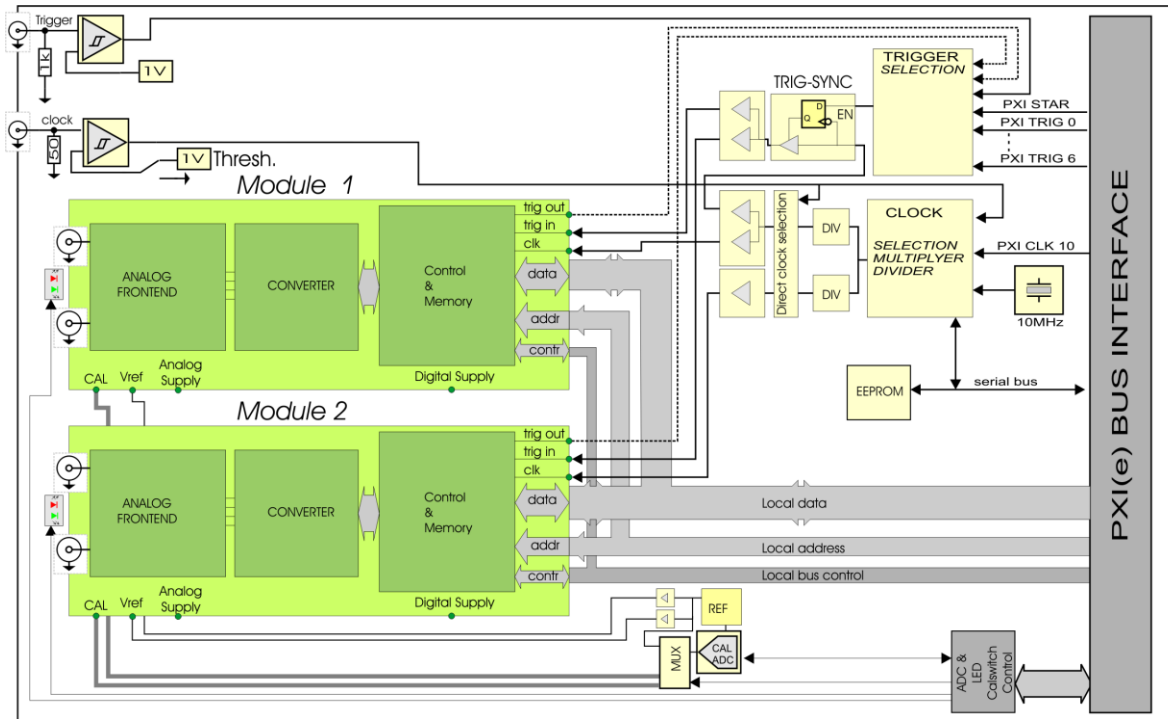 Trigger
1k
1V
clock
50
1V
Thresh.
TRIG-SYNC
D
Q
EN
TRIGGER
SELECTION
PXI STAR
PXI TRIG 0
PXI TRIG 6
PXI(e) BUS INTERFACE
Module 1
ANALOG
FRONTEND
CONVERTER
Control
&
Memory
trig out
trig in
clk
data
addr
contr
CAL
Vref
Analog
Supply
Digital Supply
Direct clock selection
DIV
DIV
CLOCK
SELECTION
MULTIPLYER
DIVIDER
PXI CLK 10
10MHz
EEPROM
serial bus
Module 2
ANALOG
FRONTEND
CONVERTER
Control
&
Memory
trig out
trig in
clk
data
addr
contr
CAL
Vref
Analog
Supply
Digital Supply
Local data
Local address
Local bus control
REF
MUX
CAL
ADC
ADC &
LED
Calswitch
Control